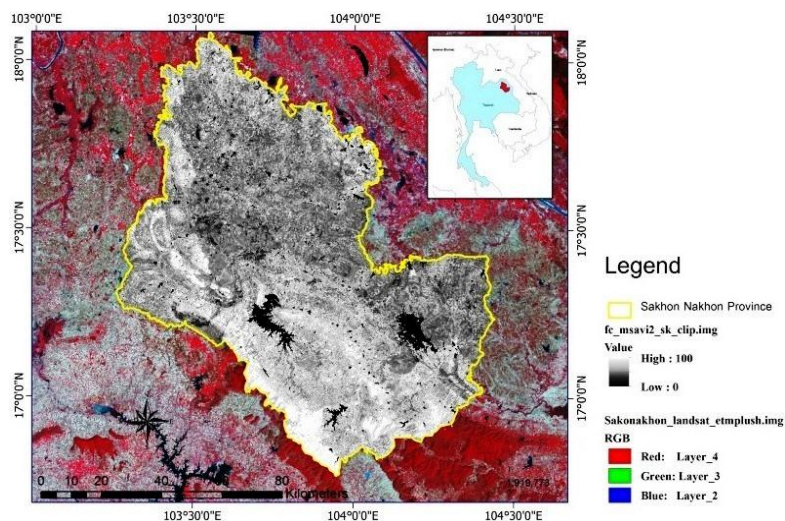 103°0'0"E 103°30'0"E 104°0'0"E 104°30'0"E
18°0'0"N
18°0'0"N
17°30'0"N
17°30'0"N
17°0'0"N
17°0'0"N
0 10 20 40 60 80
Kilometers
103°30'0"E 104°0'0"E 104°30'0"E
Legend
Sakhon Nakhon Province
fc_msavi2_sk_clip.img
Value
High : 100
Low : 0
Sakonakhon_landsat_etmplush.img
RGB
Red: Layer_4
Green: Layer_3
Blue: Layer_2